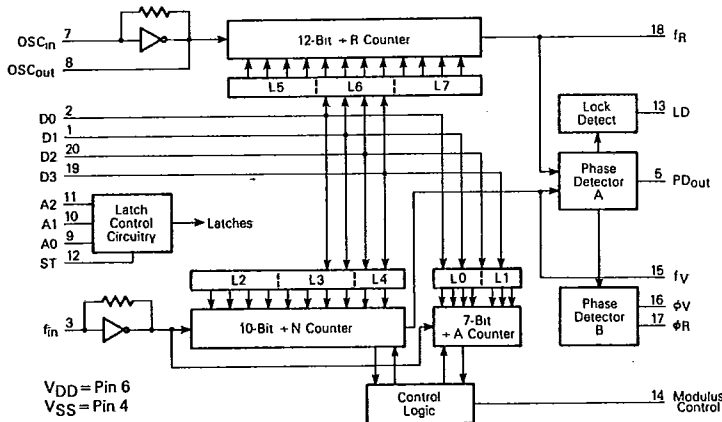 OSCin 7
OSCout 8
12-Bit ÷ R Counter
18 fR
L5 L6 L7
D0 2
D1 1
D2 20
D3 19
Lock Detect
13 LD
Phase Detector A
5 PDout
A2 11
A1 10
A0 9
ST 12
Latch Control Circuitry
Latches
L2 L3 L4
L0 L1
15 fV
fin 3
10-Bit ÷ N Counter
7-Bit ÷ A Counter
Phase Detector B
16 ϕV
17 ϕR
VDD = Pin 6
VSS = Pin 4
Control Logic
14 Modulus Control